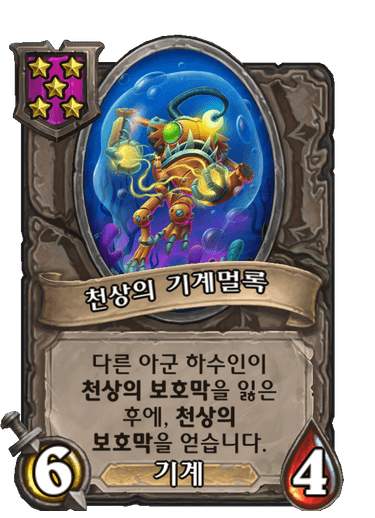 천상의 기계멀록
다른 아군 하수인이
천상의 보호막을 잃은
후에, 천상의
보호막을 얻습니다.
6
기계
4